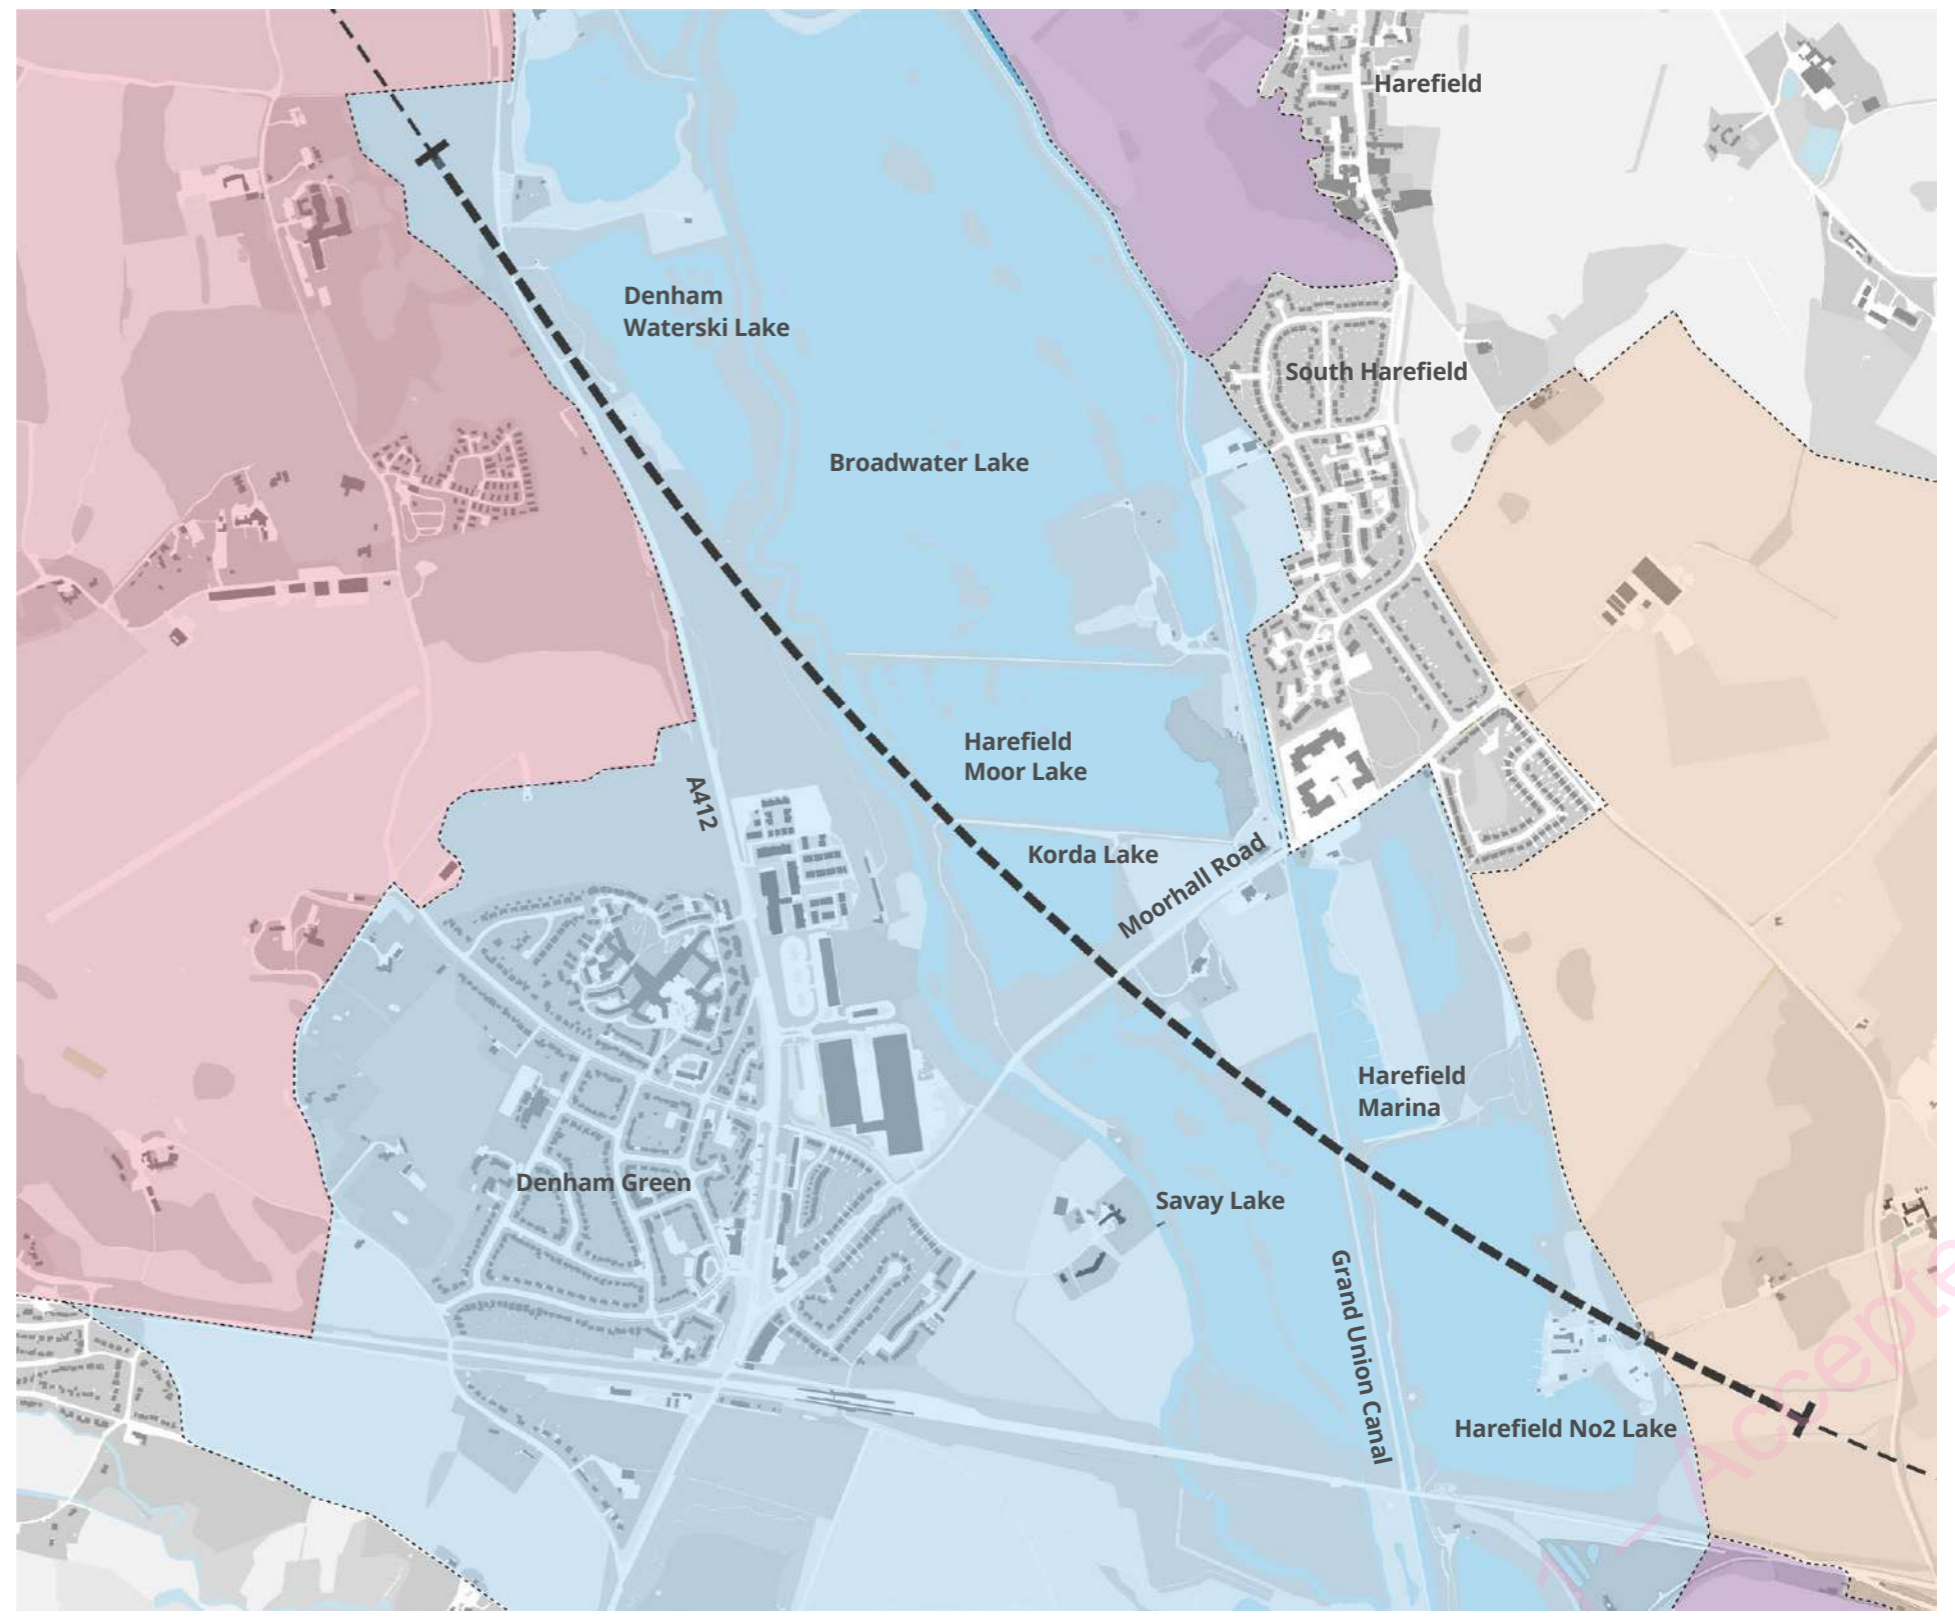 Harefield
Denham
Waterski Lake
South Harefield
Broadwater Lake
Harefield
Moor Lake
A412
Korda Lake
Moorhall Road
Harefield
Marina
Denham Green
Savay Lake
Grand Union Canal
Harefield No2 Lake